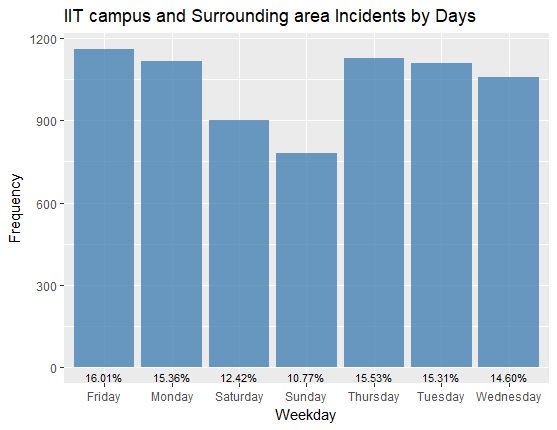 IIT campus and Surrounding area Incidents by Days
1200
900
600
300
0
Frequency
16.01% 15.36% 12.42% 10.77% 15.53% 15.31% 14.60%
Friday Monday Saturday Sunday Thursday Tuesday Wednesday
Weekday